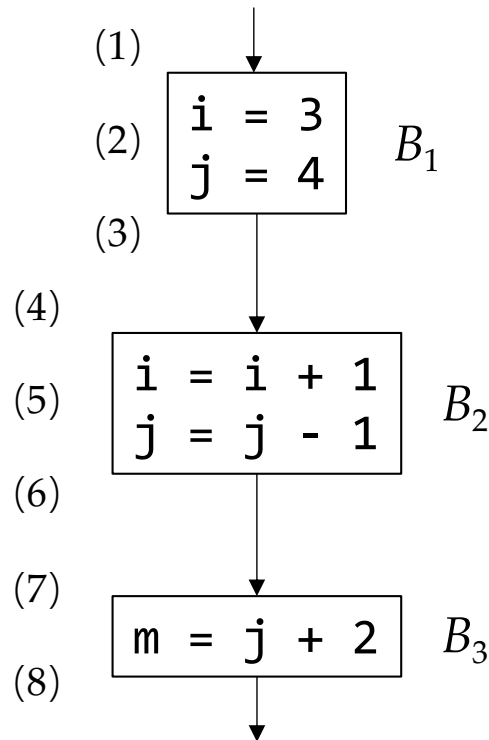 (1)
i = 3
(2)
B₁
j = 4
(3)
(4)
i = i + 1
(5)
B₂
j = j - 1
(6)
(7)
m = j + 2
B₃
(8)